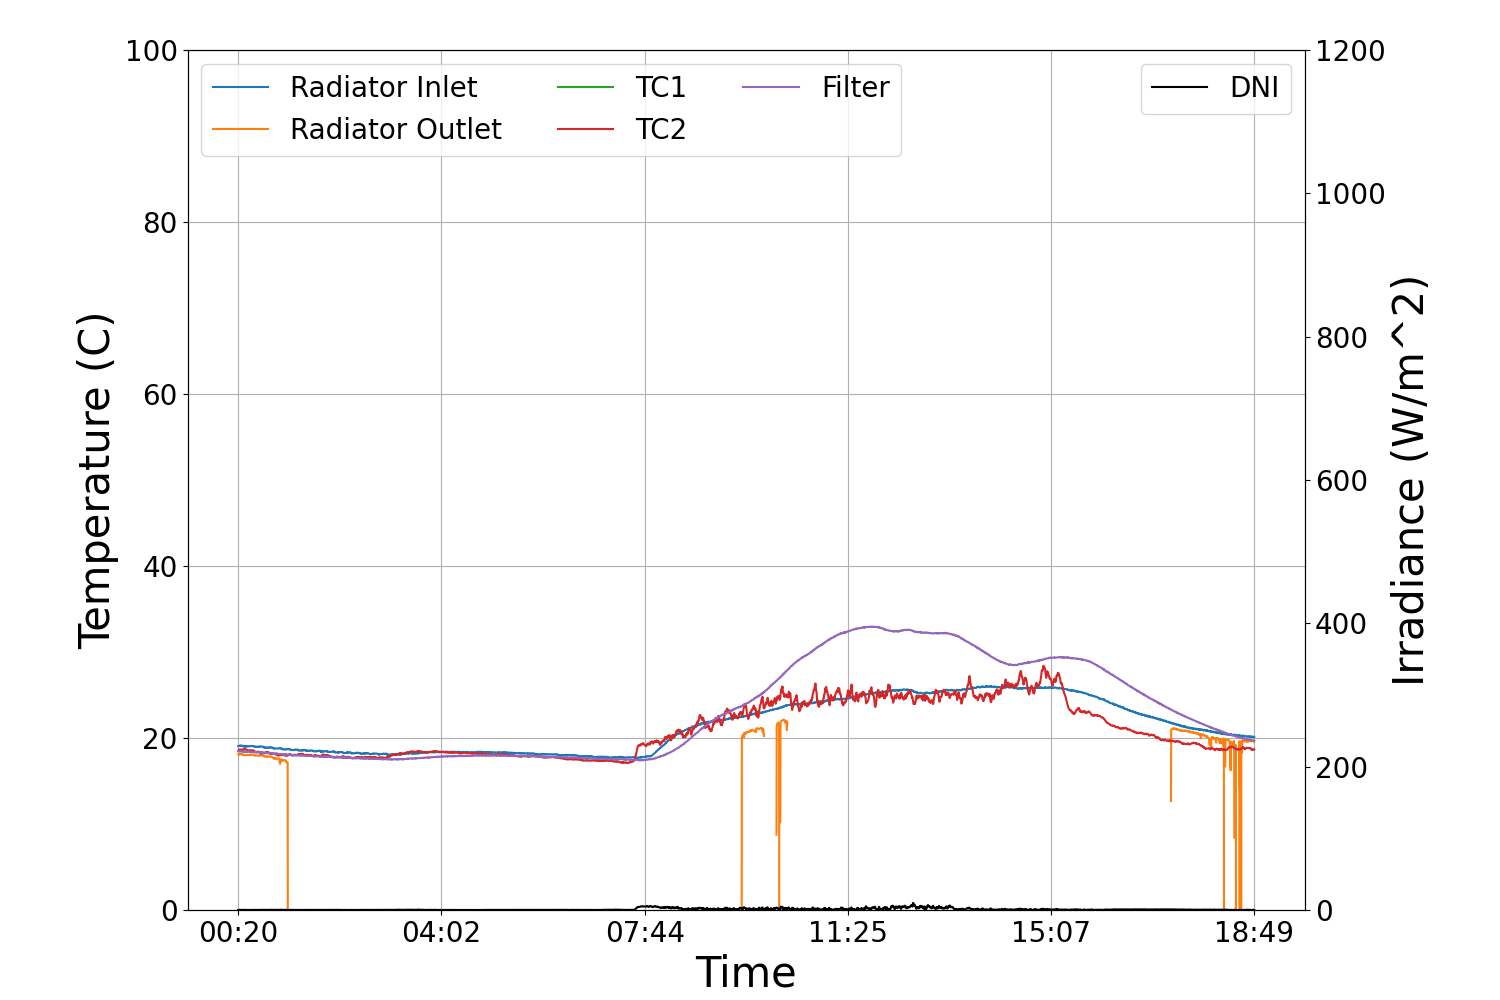 100
80
60
40
20
0
Temperature (C)
Radiator Inlet
Radiator Outlet
TC1
TC2
Filter
DNI
1200
1000
800
600
400
200
0
Irradiance (W/m^2)
00:20 04:02 07:44 11:25 15:07 18:49
Time